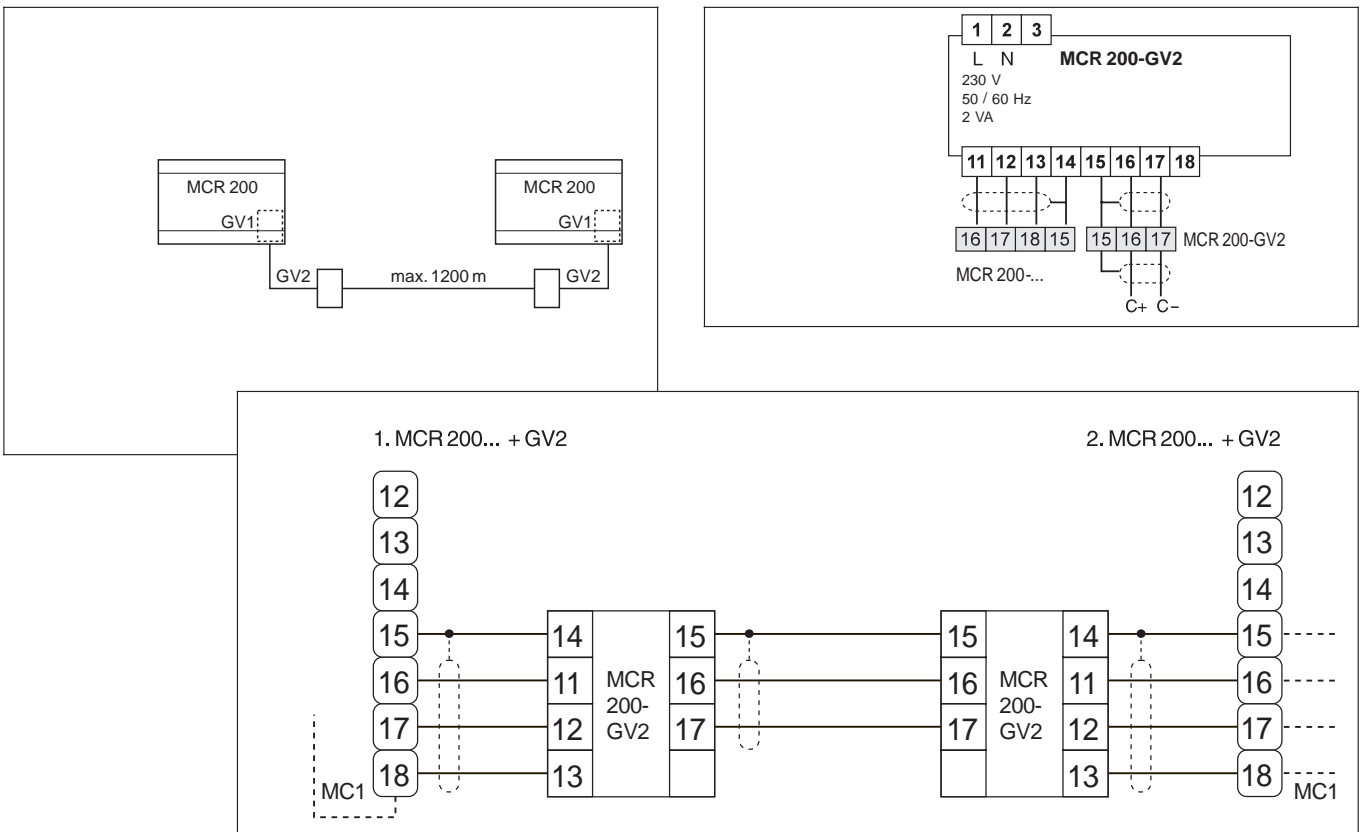 MCR 200 MCR 200
GV1 GV1
GV2 max. 1200 m GV2
1 2 3
L N MCR 200-GV2
230 V
50 / 60 Hz
2 VA
11 12 13 14 15 16 17 18
16 17 18 15 15 16 17 MCR 200-GV2
MCR 200-...
C+ C–
1. MCR 200... + GV2 2. MCR 200... + GV2
12 12
13 13
14 14
15 14 15 15 14 15
16 11 MCR 16 16 MCR 11 16
200- 200-
17 12 GV2 17 17 GV2 12 17
18 13 13 18
MC1 MC1